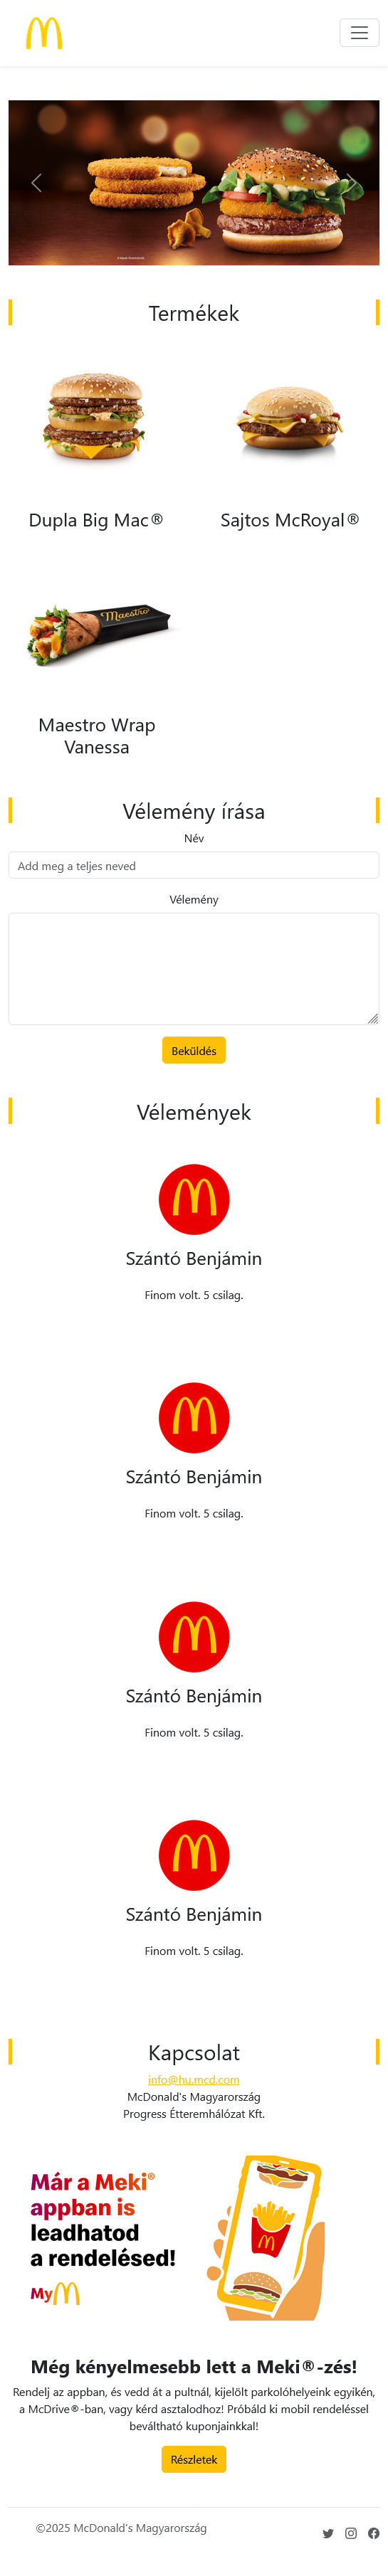 Termékek
Dupla Big Mac®
Sajtos McRoyal®
Maestro
Maestro Wrap
Vanessa
Vélemény írása
Név
Add meg a teljes neved
Vélemény
Beküldés
Vélemények
Szántó Benjámin
Finom volt. 5 csilag.
Szántó Benjámin
Finom volt. 5 csilag.
Szántó Benjámin
Finom volt. 5 csilag.
Szántó Benjámin
Finom volt. 5 csilag.
Kapcsolat
info@hu.mcd.com
McDonald's Magyarország
Progress Étteremhálózat Kft.
Már a Meki®
appban is
leadhatod
a rendelésed!
My
Még kényelmesebb lett a Meki®-zés!
Rendelj az appban, és vedd át a pultnál, kijelölt parkolóhelyeink egyikén,
a McDrive®-ban, vagy kérd asztalodhoz! Próbáld ki mobil rendeléssel
beváltható kuponjainkkal!
Részletek
©2025 McDonald's Magyarország